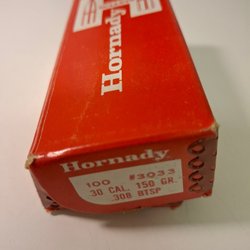 Hornady
Hornady
100 #3033
.30 CAL. 150 GR.
.308 BTSP